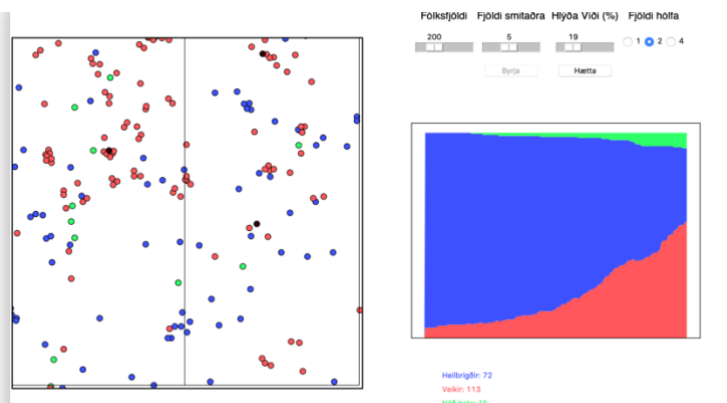 Fólksfjöldi Fjöldi smitaðra Hlýða Víði (%) Fjöldi hólfa
200 5 19 1 2 4
Byrja Hætta
Heilbrigðir: 72
Veikir: 113